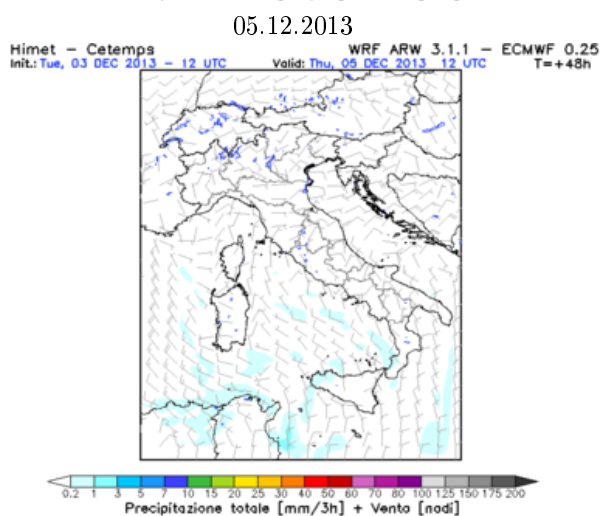 05.12.2013
Himet – Cetemps WRF ARW 3.1.1 – ECMWF 0.25
Init.: Tue, 03 DEC 2013 – 12 UTC Valid: Thu, 05 DEC 2013 12 UTC T=+48h
0.2 1 3 5 7 10 15 20 25 30 40 50 60 70 80 100 125 150 175 200
Precipitazione totale [mm/3h] + Vento [nodi]